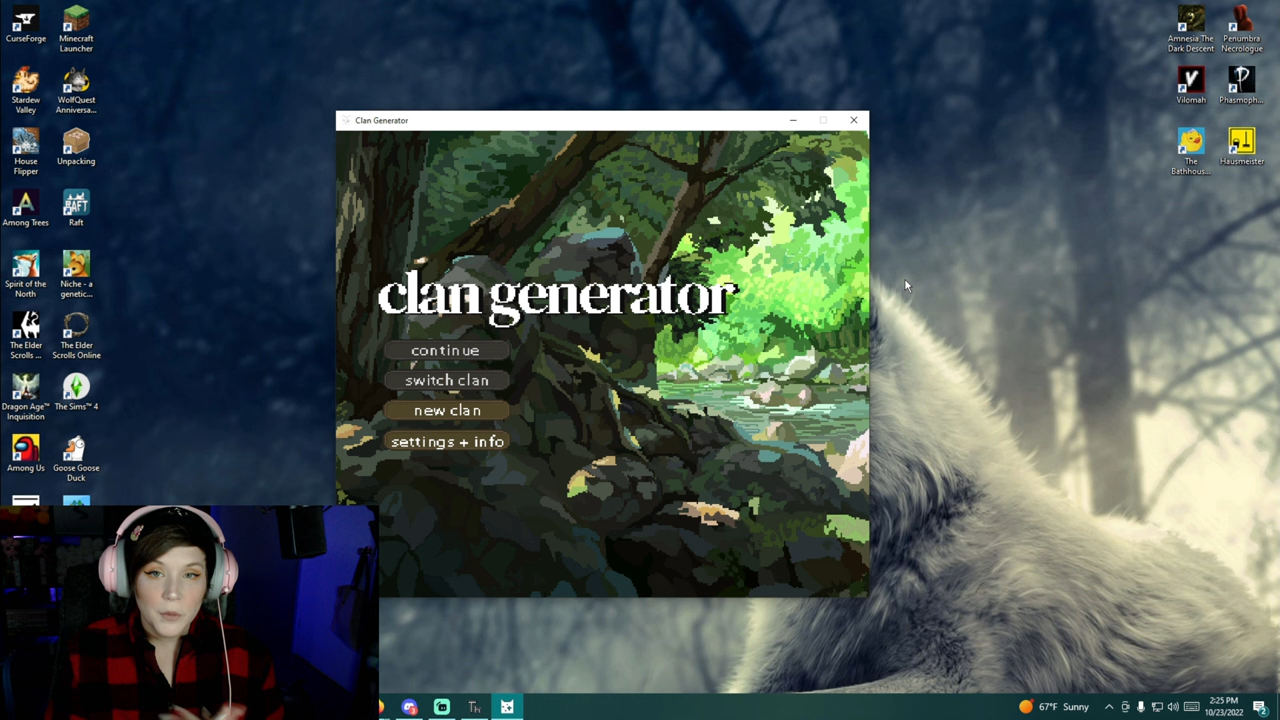 CurseForge
Minecraft
Launcher
Stardew
Valley
WolfQuest
Anniversa...
House
Flipper
Unpacking
Among Trees
RAFT
Raft
Spirit of the
North
Niche - a
genetic...
The Elder
Scrolls ...
The Elder
Scrolls Online
Dragon Age™
Inquisition
The Sims™ 4
Among Us
Goose Goose
Duck
Clan Generator
clan generator
continue
switch clan
new clan
settings + info
Amnesia The
Dark Descent
Penumbra
Necrologue
Vilomah
Phasmoph...
The
Bathhous...
Hausmeister
67°F Sunny
2:25 PM
10/23/2022
2